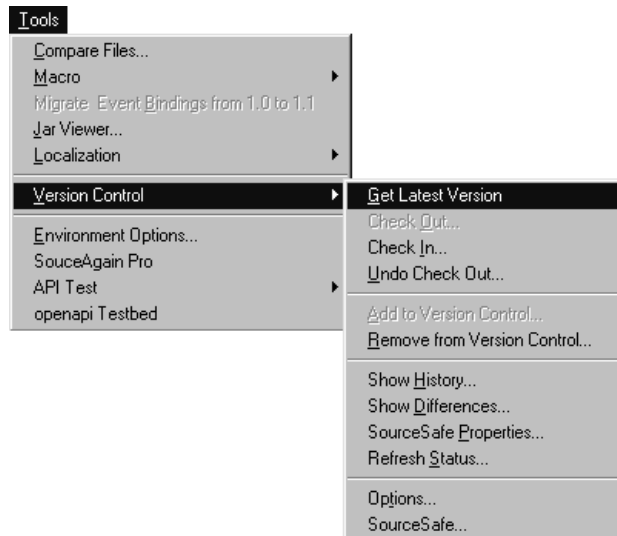 Tools
Compare Files...
Macro
Migrate Event Bindings from 1.0 to 1.1
Jar Viewer...
Localization
Version Control
Environment Options...
SouceAgain Pro
API Test
openapi Testbed
Get Latest Version
Check Out...
Check In...
Undo Check Out...
Add to Version Control...
Remove from Version Control...
Show History...
Show Differences...
SourceSafe Properties...
Refresh Status...
Options...
SourceSafe...